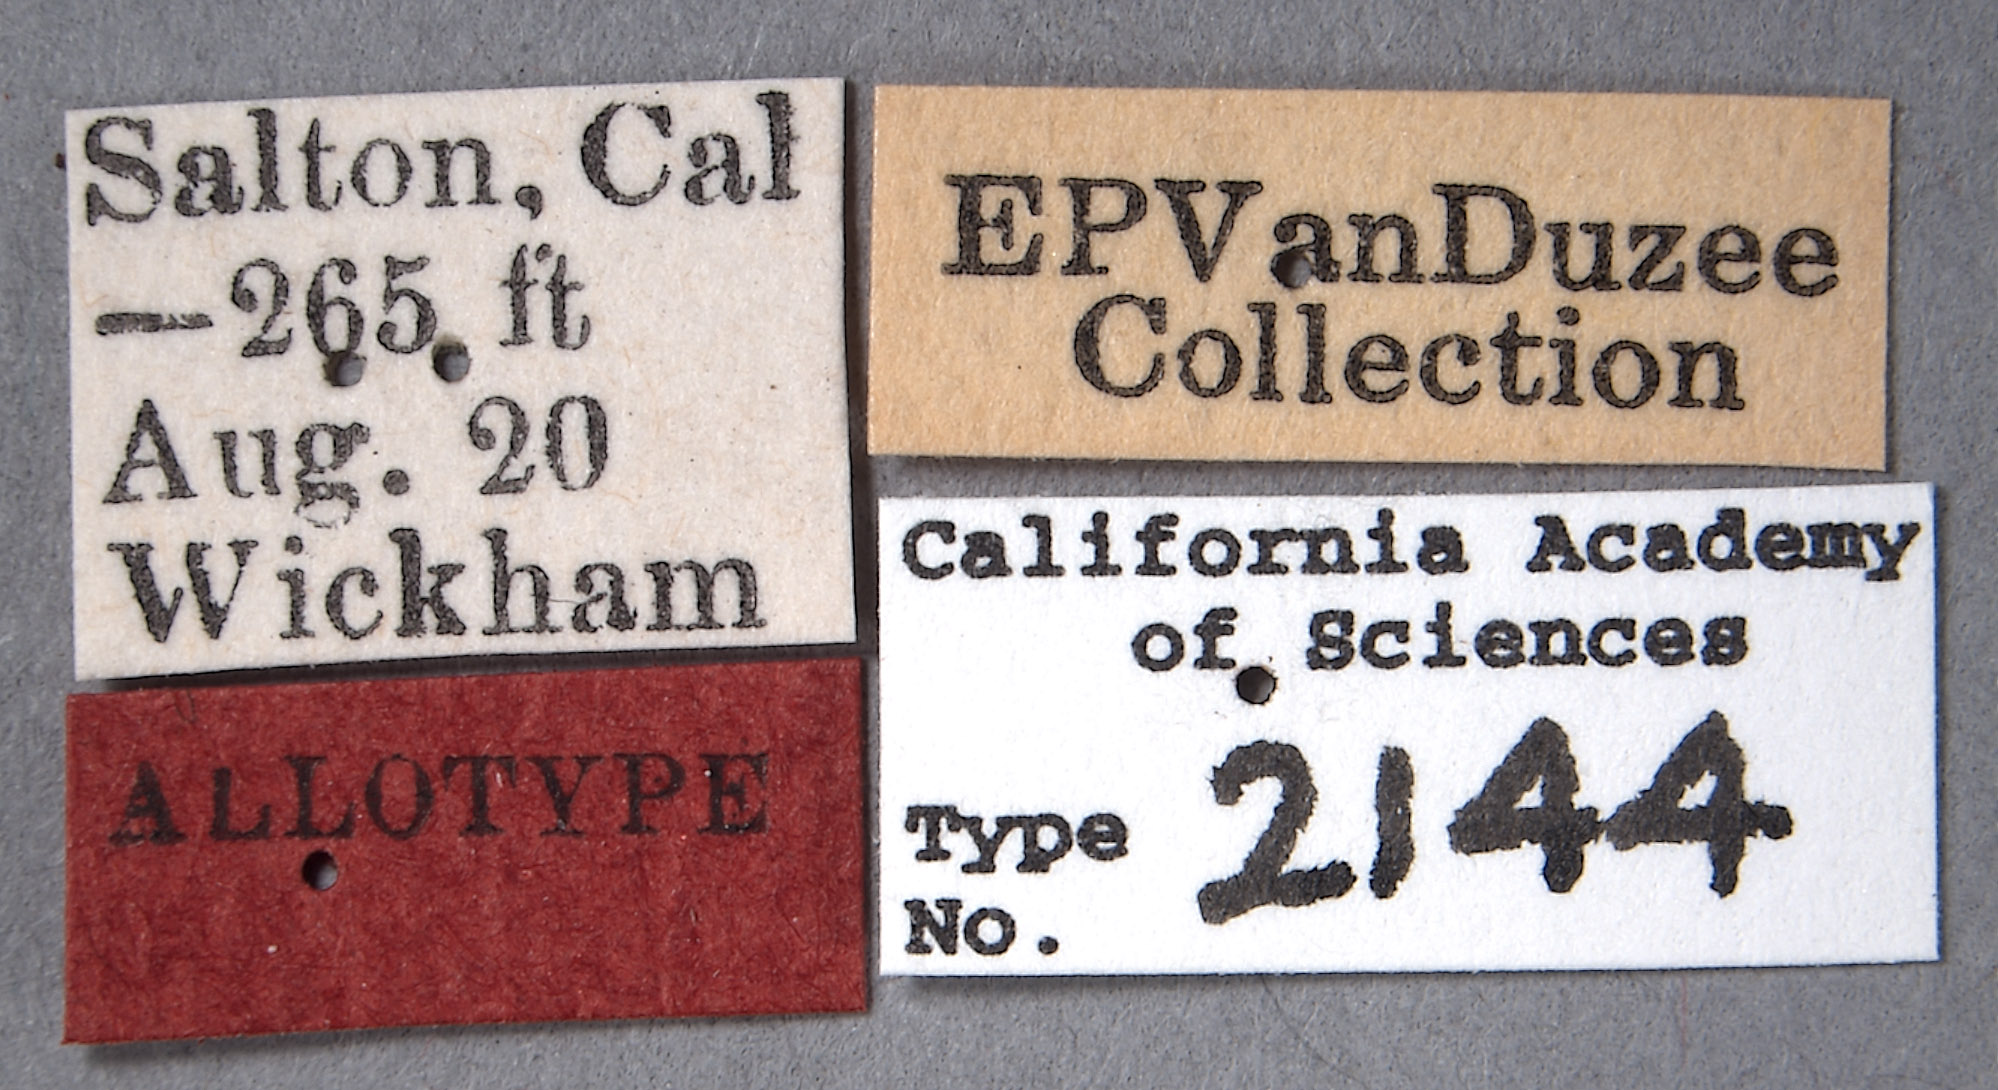 Salton, Cal
—265 ft
Aug. 20
Wickham
EPVanDuzee
Collection
ALLOTYPE
California Academy
of Sciences
Type
No. 2144